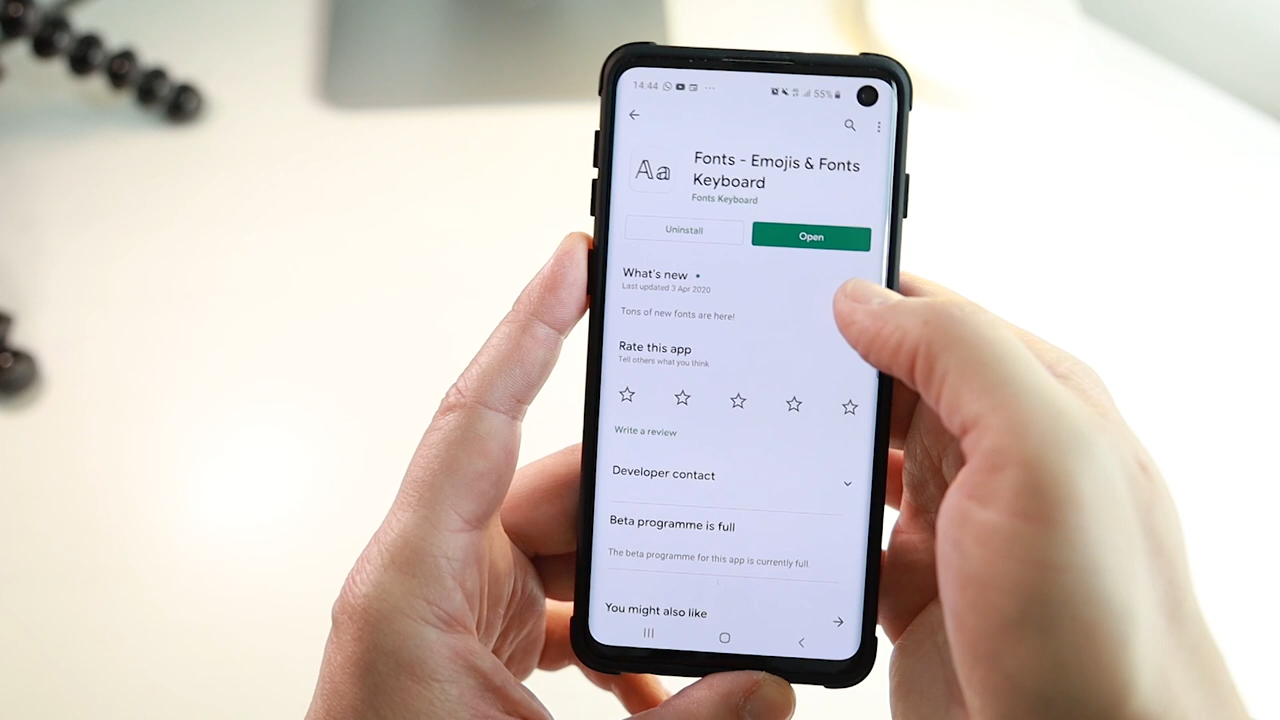 14:44 ... 55%
Aa
Fonts - Emojis & Fonts
Keyboard
Fonts Keyboard
Uninstall
Open
What's new •
Last updated 3 Apr 2020
Tons of new fonts are here!
Rate this app
Tell others what you think
Write a review
Developer contact
Beta programme is full
The beta programme for this app is currently full.
You might also like